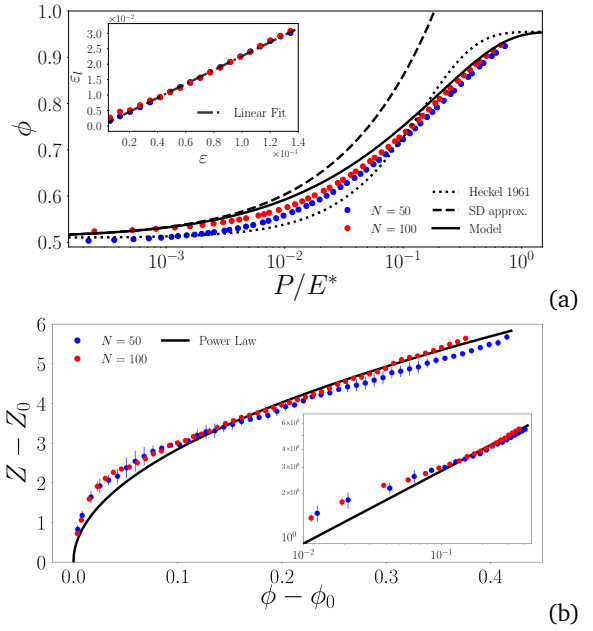 ×10⁻²
3.0
2.5
2.0
1.5
1.0
0.5
0.0
ε_l
0.2 0.4 0.6 0.8 1.0 1.2 1.4
×10⁻¹
ε
Linear Fit
1.0
0.9
0.8
0.7
0.6
0.5
ϕ
N = 50
N = 100
Heckel 1961
SD approx.
Model
10⁻³ 10⁻² 10⁻¹ 10⁰
P/E*
(a)
6
5
4
3
2
1
0
Z − Z₀
N = 50
N = 100
Power Law
6 × 10⁰
3 × 10⁰
2 × 10⁰
10⁰
10⁻² 10⁻¹
0.0 0.1 0.2 0.3 0.4
ϕ − ϕ₀
(b)